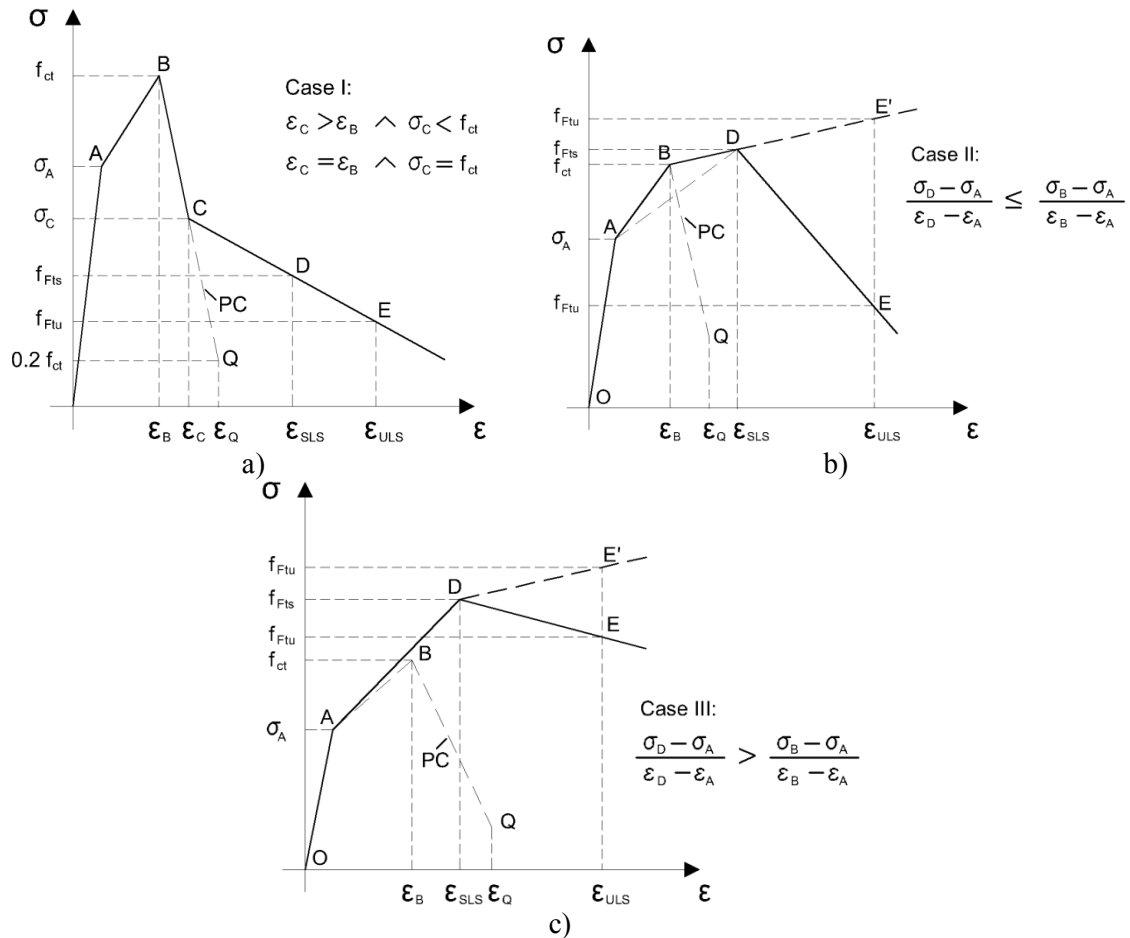 σ
f ct
B
Case I:
ε_C > ε_B ∧ σ_C < f_ct
ε_C = ε_B ∧ σ_C = f_ct
A
σ_A
σ_C
C
f_Fts
D
PC
f_Ftu
E
0.2 f_ct
Q
ε_B ε_C ε_Q ε_SLS ε_ULS ε
a)
σ
f_Ftu
E'
f_Fts
D
f_ct
B
Case II:
σ_D − σ_A / ε_D − ε_A ≤ σ_B − σ_A / ε_B − ε_A
A
PC
σ_A
f_Ftu
E
Q
O
ε_B ε_Q ε_SLS ε_ULS ε
b)
σ
f_Ftu
E'
D
f_Fts
f_Ftu
E
f_ct
B
A
σ_A
Case III:
σ_D − σ_A / ε_D − ε_A > σ_B − σ_A / ε_B − ε_A
PC
Q
O
ε_B ε_SLS ε_Q ε_ULS ε
c)